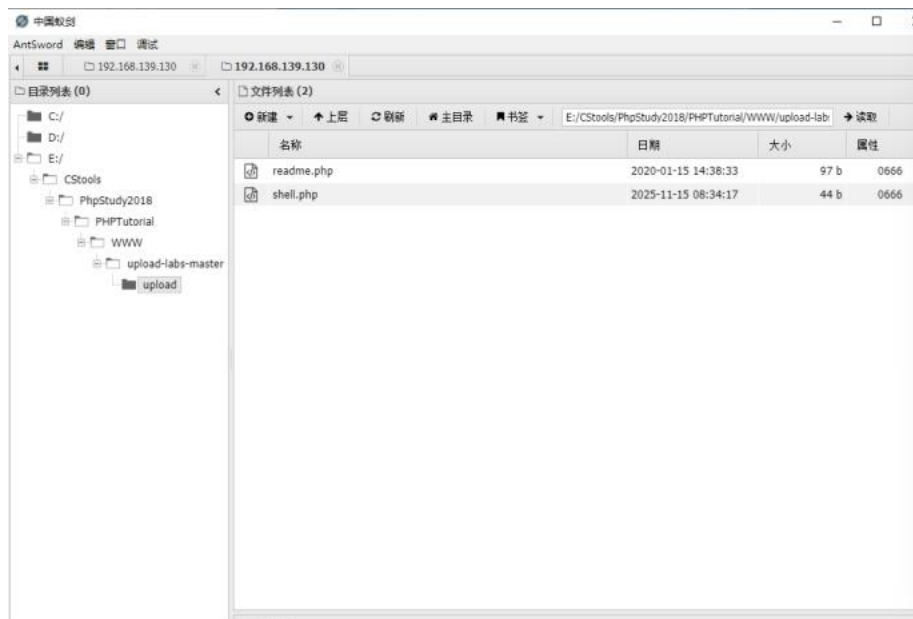 中国蚁剑
AntSword 编辑 窗口 调试
192.168.139.130 192.168.139.130
目录列表 (0)
文件列表 (2)
新建 上层 刷新 主目录 书签 E:/CStools/PhpStudy2018/PHPTutorial/WWW/upload-lab 读取
名称 日期 大小 属性
C:/
D:/
E:/
CStools
PhpStudy2018
PHPTutorial
WWW
upload-labs-master
upload
readme.php 2020-01-15 14:38:33 97 b 0666
shell.php 2025-11-15 08:34:17 44 b 0666